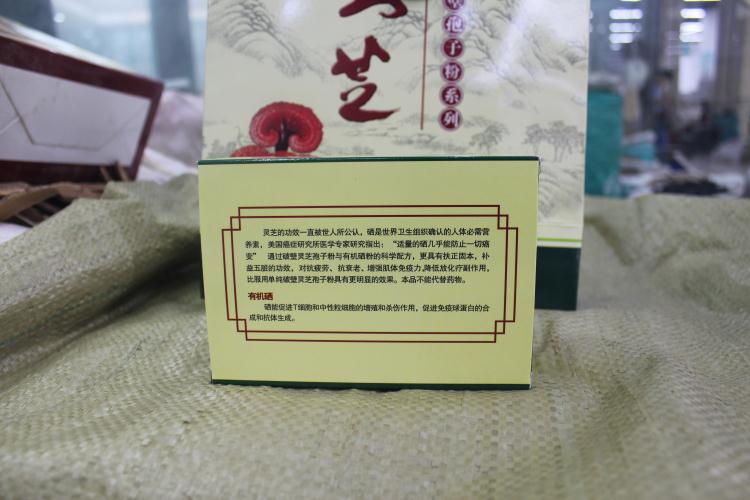 芝
孢子粉系列
灵芝的功效一直被世人所公认，硒是世界卫生组织确认的人体必需营
养素，美国癌症研究所医学专家研究指出：“适量的硒几乎能防止一切癌
变” 通过破壁灵芝孢子粉与有机硒粉的科学配方，更具有扶正固本，补
益五脏的功效，对抗疲劳、抗衰老、增强肌体免疫力，降低放化疗副作用，
比服用单纯破壁灵芝孢子粉具有更明显的效果。本品不能代替药物。
有机硒
硒能促进T细胞和中性粒细胞的增殖和杀伤作用，促进免疫球蛋白的合
成和抗体生成。